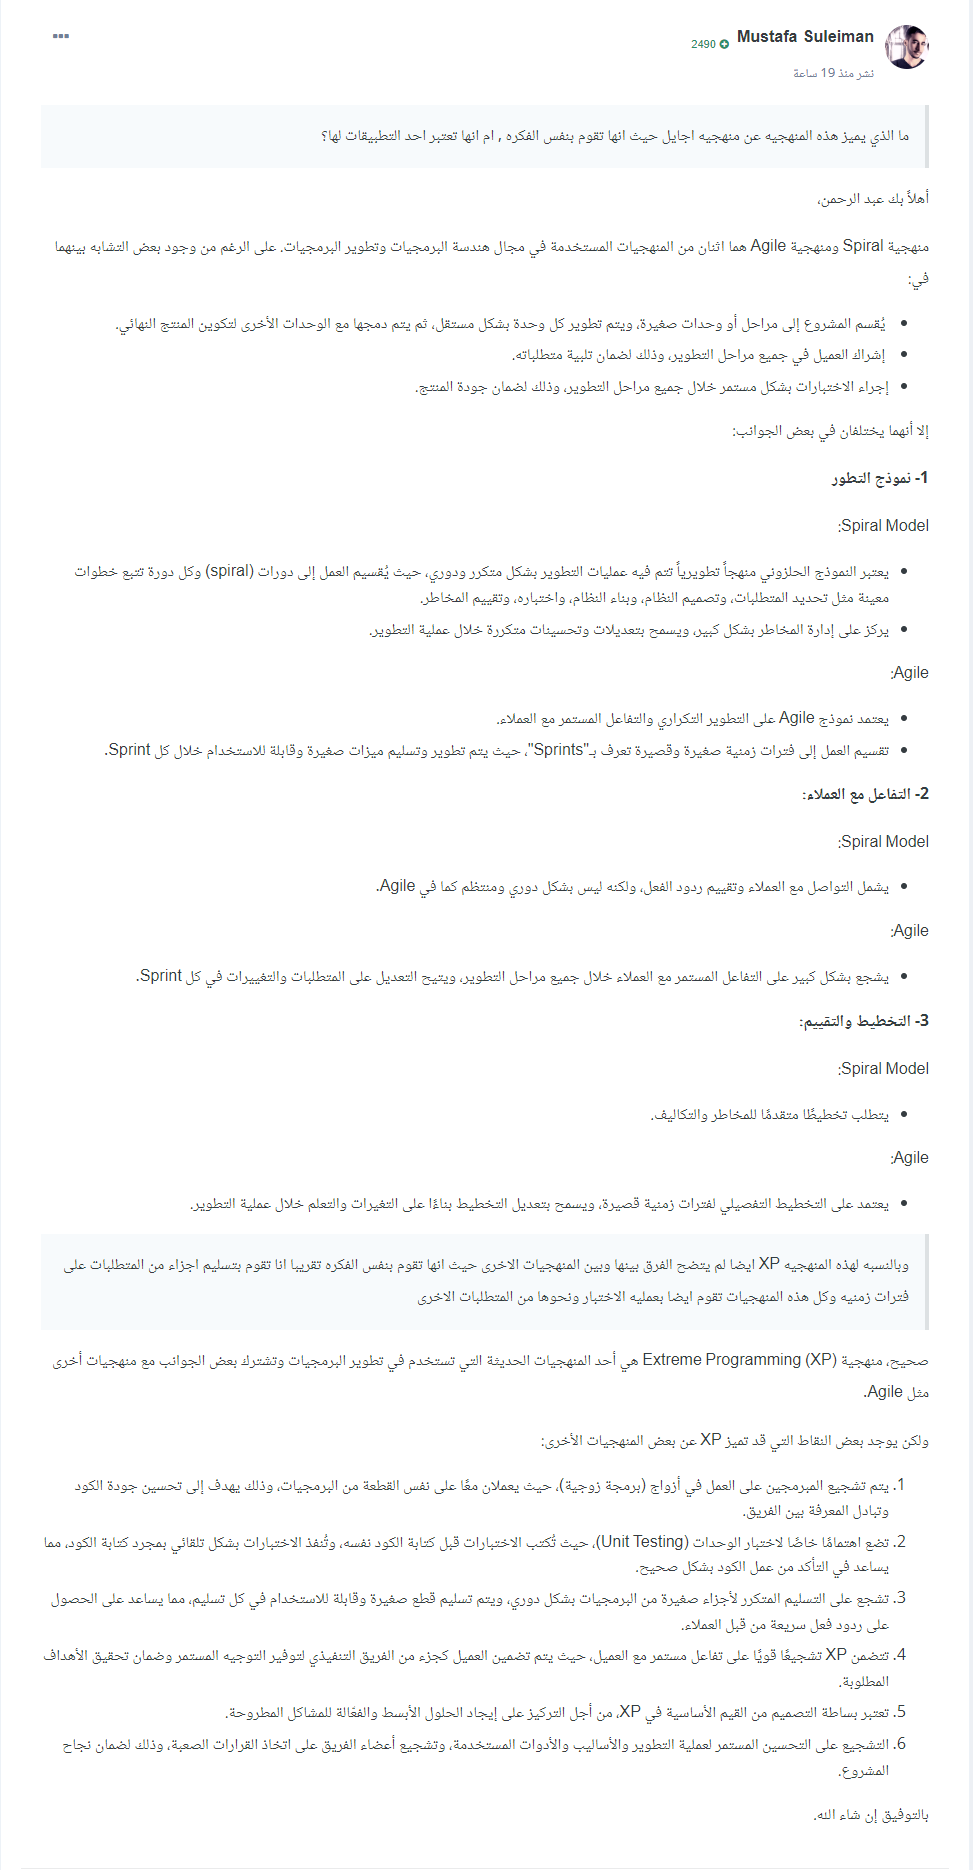 Mustafa Suleiman
2490
نشر منذ 19 ساعة
ما الذي يميز هذه المنهجيه عن منهجيه اجايل حيث انها تقوم بنفس الفكره , ام انها تعتبر احد التطبيقات لها؟
أهلاً بك عبد الرحمن،
منهجية Spiral ومنهجية Agile هما اثنان من المنهجيات المستخدمة في مجال هندسة البرمجيات وتطوير البرمجيات. على الرغم من وجود بعض التشابه بينهما
في:
• يُقسم المشروع إلى مراحل أو وحدات صغيرة، ويتم تطوير كل وحدة بشكل مستقل، ثم يتم دمجها مع الوحدات الأخرى لتكوين المنتج النهائي.
• إشراك العميل في جميع مراحل التطوير، وذلك لضمان تلبية متطلباته.
• إجراء الاختبارات بشكل مستمر خلال جميع مراحل التطوير، وذلك لضمان جودة المنتج.
إلا أنهما يختلفان في بعض الجوانب:
1- نموذج التطور
Spiral Model:
• يعتبر النموذج الحلزوني منهجاً تطويرياً تتم فيه عمليات التطوير بشكل متكرر ودوري، حيث يُقسيم العمل إلى دورات (spiral) وكل دورة تتبع خطوات
معينة مثل تحديد المتطلبات، وتصميم النظام، وبناء النظام، واختباره، وتقييم المخاطر.
• يركز على إدارة المخاطر بشكل كبير، ويسمح بتعديلات وتحسينات متكررة خلال عملية التطوير.
Agile:
• يعتمد نموذج Agile على التطوير التكراري والتفاعل المستمر مع العملاء.
• تقسيم العمل إلى فترات زمنية صغيرة وقصيرة تعرف بـ"Sprints"، حيث يتم تطوير وتسليم ميزات صغيرة وقابلة للاستخدام خلال كل Sprint.
2- التفاعل مع العملاء:
Spiral Model:
• يشمل التواصل مع العملاء وتقييم ردود الفعل، ولكنه ليس بشكل دوري ومنتظم كما في Agile.
Agile:
• يشجع بشكل كبير على التفاعل المستمر مع العملاء خلال جميع مراحل التطوير، ويتيح التعديل على المتطلبات والتغييرات في كل Sprint.
3- التخطيط والتقييم:
Spiral Model:
• يتطلب تخطيطًا متقدمًا للمخاطر والتكاليف.
Agile:
• يعتمد على التخطيط التفصيلي لفترات زمنية قصيرة، ويسمح بتعديل التخطيط بناءًا على التغيرات والتعلم خلال عملية التطوير.
وبالنسبه لهذه المنهجيه XP ايضا لم يتضح الفرق بينها وبين المنهجيات الاخرى حيث انها تقوم بنفس الفكره تقريبا انا تقوم بتسليم اجزاء من المتطلبات على
فترات زمنيه وكل هذه المنهجيات تقوم ايضا بعمليه الاختبار ونحوها من المتطلبات الاخرى
صحيح، منهجية Extreme Programming (XP) هي أحد المنهجيات الحديثة التي تستخدم في تطوير البرمجيات وتشترك بعض الجوانب مع منهجيات أخرى
مثل Agile.
ولكن يوجد بعض النقاط التي قد تميز XP عن بعض المنهجيات الأخرى:
1. يتم تشجيع المبرمجين على العمل في أزواج (برمجة زوجية)، حيث يعملان معًا على نفس القطعة من البرمجيات، وذلك يهدف إلى تحسين جودة الكود
وتبادل المعرفة بين الفريق.
2. تضع اهتمامًا خاصًا لاختبار الوحدات (Unit Testing)، حيث تُكتب الاختبارات قبل كتابة الكود نفسه، وتُنفذ الاختبارات بشكل تلقائي بمجرد كتابة الكود، مما
يساعد في التأكد من عمل الكود بشكل صحيح.
3. تشجع على التسليم المتكرر لأجزاء صغيرة من البرمجيات بشكل دوري، ويتم تسليم قطع صغيرة وقابلة للاستخدام في كل تسليم، مما يساعد على الحصول
على ردود فعل سريعة من قبل العملاء.
4. تتضمن XP تشجيعًا قويًا على تفاعل مستمر مع العميل، حيث يتم تضمين العميل كجزء من الفريق التنفيذي لتوفير التوجيه المستمر وضمان تحقيق الأهداف
المطلوبة.
5. تعتبر بساطة التصميم من القيم الأساسية في XP، من أجل التركيز على إيجاد الحلول الأبسط والفعّالة للمشاكل المطروحة.
6. التشجيع على التحسين المستمر لعملية التطوير والأساليب والأدوات المستخدمة، وتشجيع أعضاء الفريق على اتخاذ القرارات الصعبة، وذلك لضمان نجاح
المشروع.
بالتوفيق إن شاء الله.